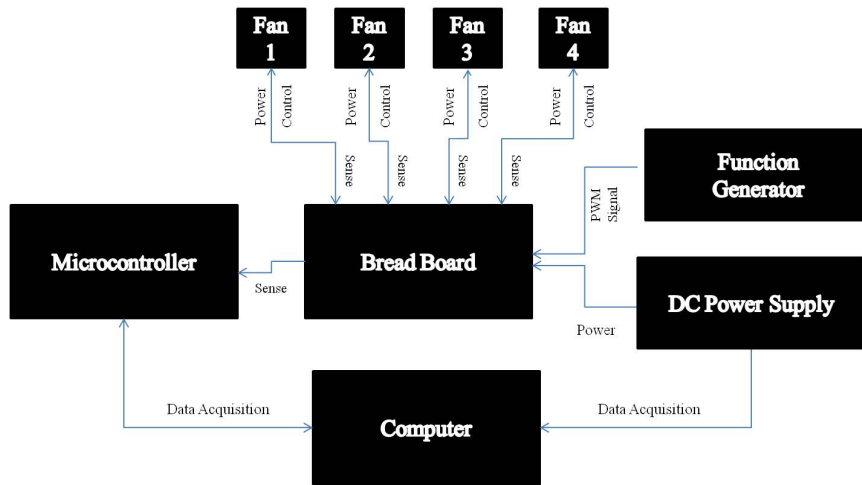 Fan
1
Fan
2
Fan
3
Fan
4
Power
Control
Power
Control
Power
Control
Power
Control
Sense
Sense
Sense
Sense
Function
Generator
PWM
Signal
Microcontroller
Bread Board
Sense
DC Power Supply
Power
Data Acquisition
Data Acquisition
Computer